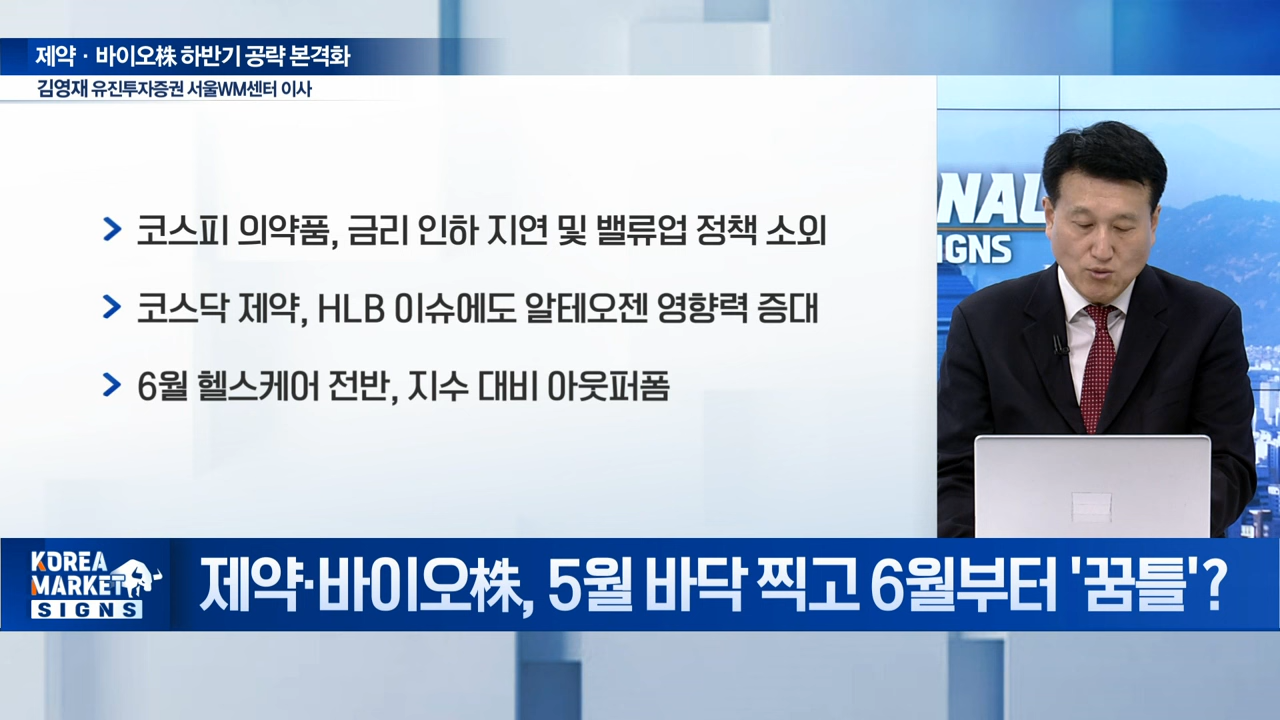 제약·바이오株 하반기 공략 본격화
김영재 유진투자증권 서울WM센터 이사
코스피 의약품, 금리 인하 지연 및 밸류업 정책 소외
코스닥 제약, HLB 이슈에도 알테오젠 영향력 증대
6월 헬스케어 전반, 지수 대비 아웃퍼폼
NAL
IGNS
KOREA
MARKET
SIGNS
제약·바이오株, 5월 바닥 찍고 6월부터 '꿈틀'?